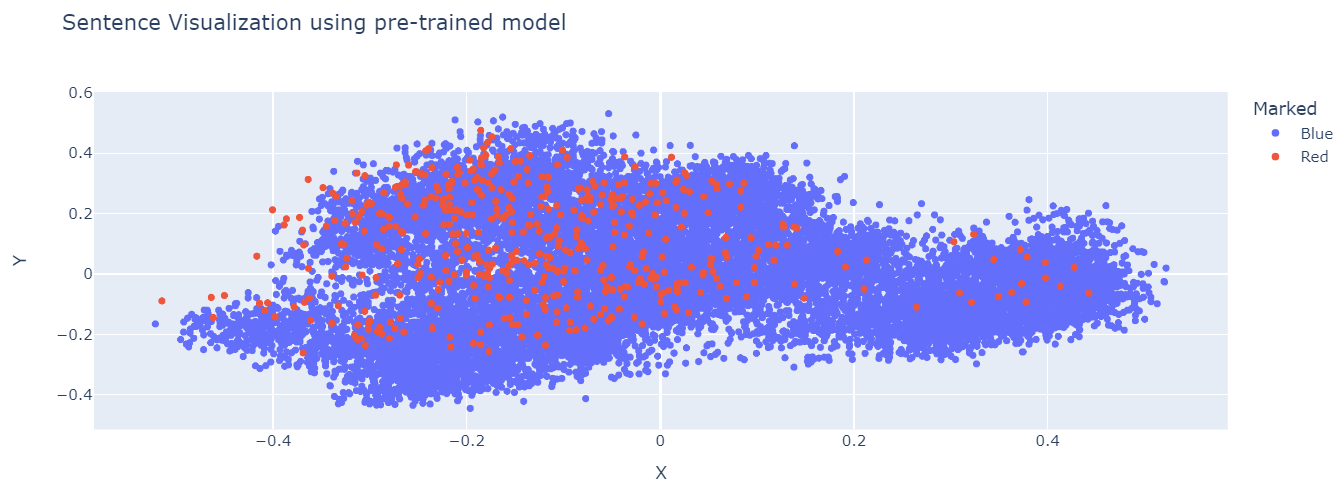 Sentence Visualization using pre-trained model
Marked
Blue
Red
0.6
0.4
0.2
0
−0.2
−0.4
Y
−0.4
−0.2
0
0.2
0.4
X